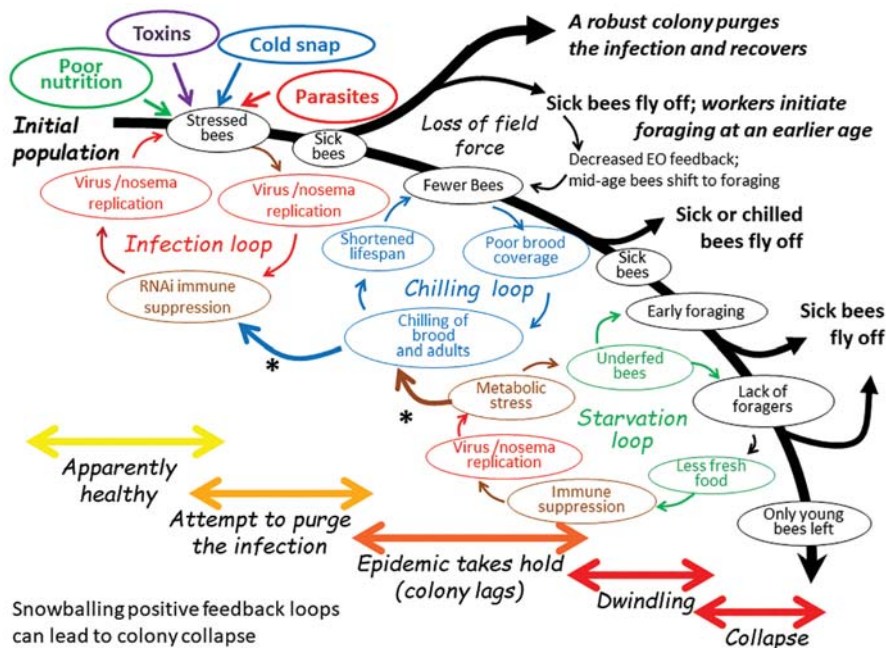 Toxins
Cold snap
Poor
nutrition
Parasites
A robust colony purges
the infection and recovers
Initial
population
Stressed
bees
Sick
bees
Loss of field
force
Sick bees fly off; workers initiate
foraging at an earlier age
Decreased EO feedback;
mid-age bees shift to foraging
Virus/nosema
replication
Virus/nosema
replication
Fewer Bees
Infection loop
Shortened
lifespan
Poor brood
coverage
Sick or chilled
bees fly off
Sick
bees
RNAi immune
suppression
Chilling loop
Early foraging
Sick bees
fly off
Chilling of
brood
and adults
*
Underfed
bees
Metabolic
stress
*
Lack of
foragers
Starvation
loop
Virus/nosema
replication
Less fresh
food
Immune
suppression
Only young
bees left
Apparently
healthy
Attempt to purge
the infection
Epidemic takes hold
(colony lags)
Dwindling
Collapse
Snowballing positive feedback loops
can lead to colony collapse